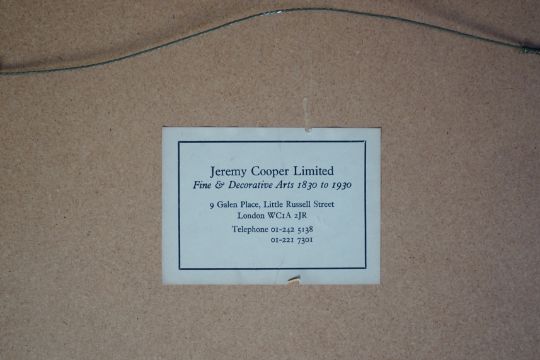 Jeremy Cooper Limited
Fine & Decorative Arts 1830 to 1930
9 Galen Place, Little Russell Street
London WC1A 2JR
Telephone 01-242 5138
01-221 7301